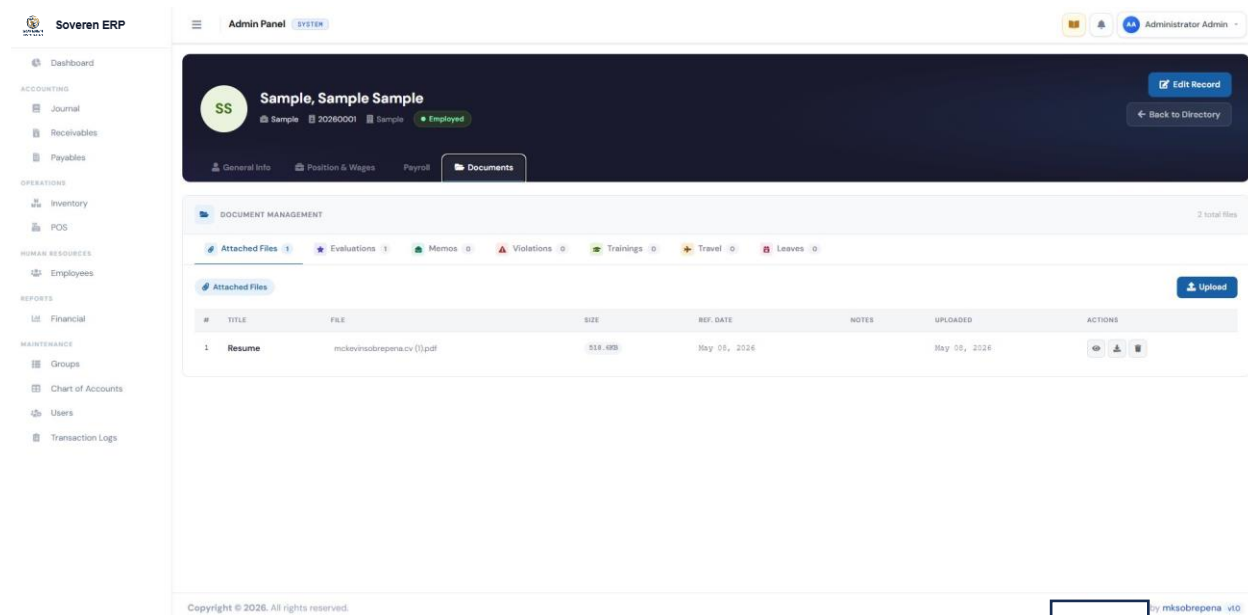 Soveren ERP
Admin Panel SYSTEM
AA Administrator Admin
Dashboard
ACCOUNTING
Journal
Receivables
Payables
OPERATIONS
Inventory
POS
HUMAN RESOURCES
Employees
REPORTS
Financial
MAINTENANCE
Groups
Chart of Accounts
Users
Transaction Logs
SS
Sample, Sample Sample
Sample 20260001 Sample Employed
Edit Record
Back to Directory
General Info Position & Wages Payroll Documents
DOCUMENT MANAGEMENT 2 total files
Attached Files 1 Evaluations 1 Memos 0 Violations 0 Trainings 0 Travel 0 Leaves 0
Attached Files Upload
# TITLE FILE SIZE REF. DATE NOTES UPLOADED ACTIONS
1 Resume mckevinsobrepena.cv (1).pdf May 08, 2026 May 08, 2026
Copyright © 2026. All rights reserved. by mksobrepena v1.0